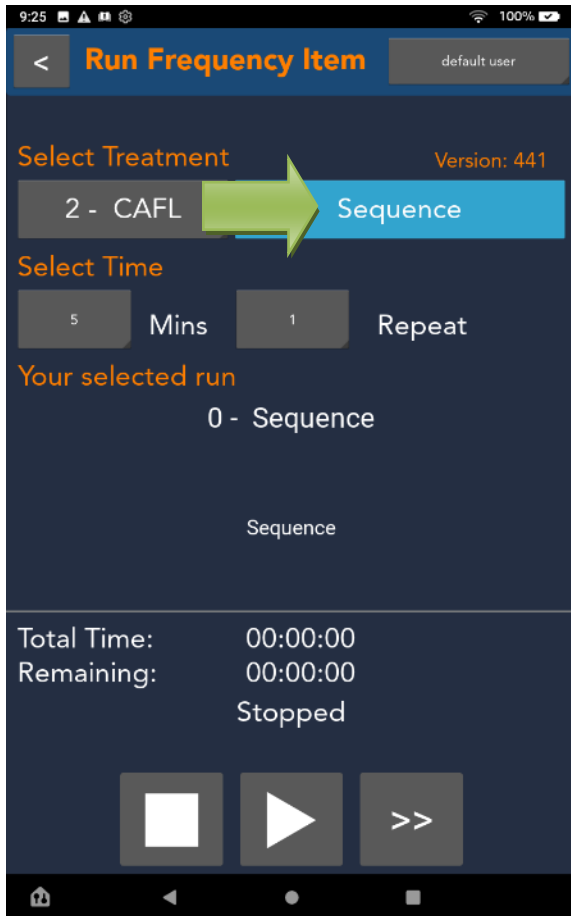 9:25 100%
< Run Frequency Item default user
Select Treatment Version: 441
2 - CAFL Sequence
Select Time
5 Mins 1 Repeat
Your selected run
0 - Sequence
Sequence
Total Time: 00:00:00
Remaining: 00:00:00
Stopped
>>